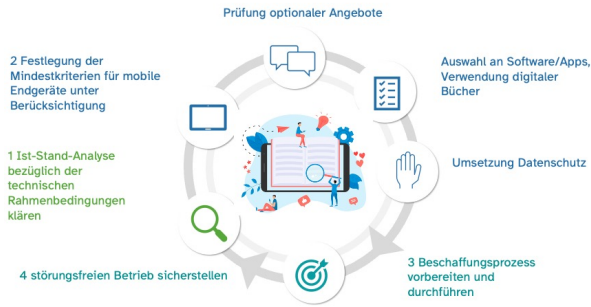 Prüfung optionaler Angebote
2 Festlegung der
Mindestkriterien für mobile
Endgeräte unter
Berücksichtigung
Auswahl an Software/Apps,
Verwendung digitaler
Bücher
1 Ist-Stand-Analyse
bezüglich der
technischen
Rahmenbedingungen
klären
Umsetzung Datenschutz
4 störungsfreien Betrieb sicherstellen
3 Beschaffungsprozess
vorbereiten und
durchführen